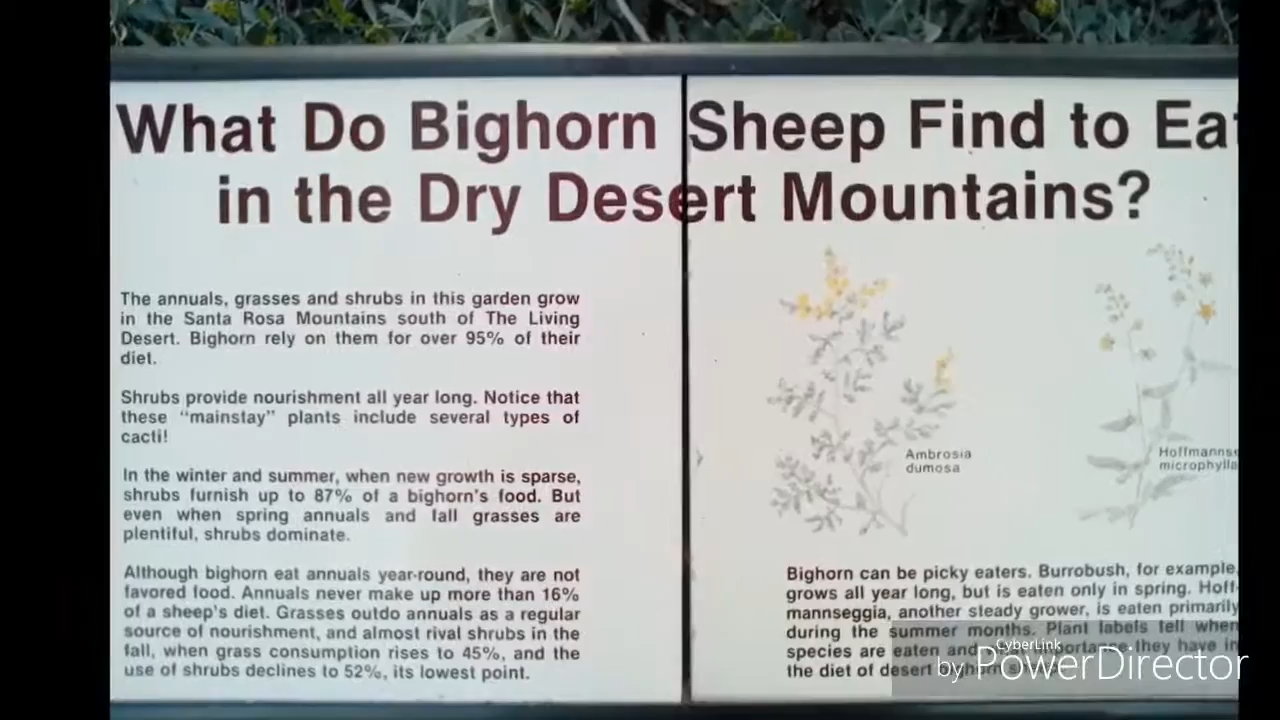 What Do Bighorn Sheep Find to Eat
in the Dry Desert Mountains?
The annuals, grasses and shrubs in this garden grow
in the Santa Rosa Mountains south of The Living
Desert. Bighorn rely on them for over 95% of their
diet.
Shrubs provide nourishment all year long. Notice that
these “mainstay” plants include several types of
cacti!
In the winter and summer, when new growth is sparse,
shrubs furnish up to 87% of a bighorn's food. But
even when spring annuals and fall grasses are
plentiful, shrubs dominate.
Although bighorn eat annuals year-round, they are not
favored food. Annuals never make up more than 16%
of a sheep's diet. Grasses outdo annuals as a regular
source of nourishment, and almost rival shrubs in the
fall, when grass consumption rises to 45%, and the
use of shrubs declines to 52%, its lowest point.
Ambrosia
dumosa
Hoffmannse
microphylla
Bighorn can be picky eaters. Burrobush, for example,
grows all year long, but is eaten only in spring. Hoff-
mannseggia, another steady grower, is eaten primarily
during the summer months. Plant labels tell when
species are eaten and importance they have in
the diet of desert
CyberLink
by PowerDirector